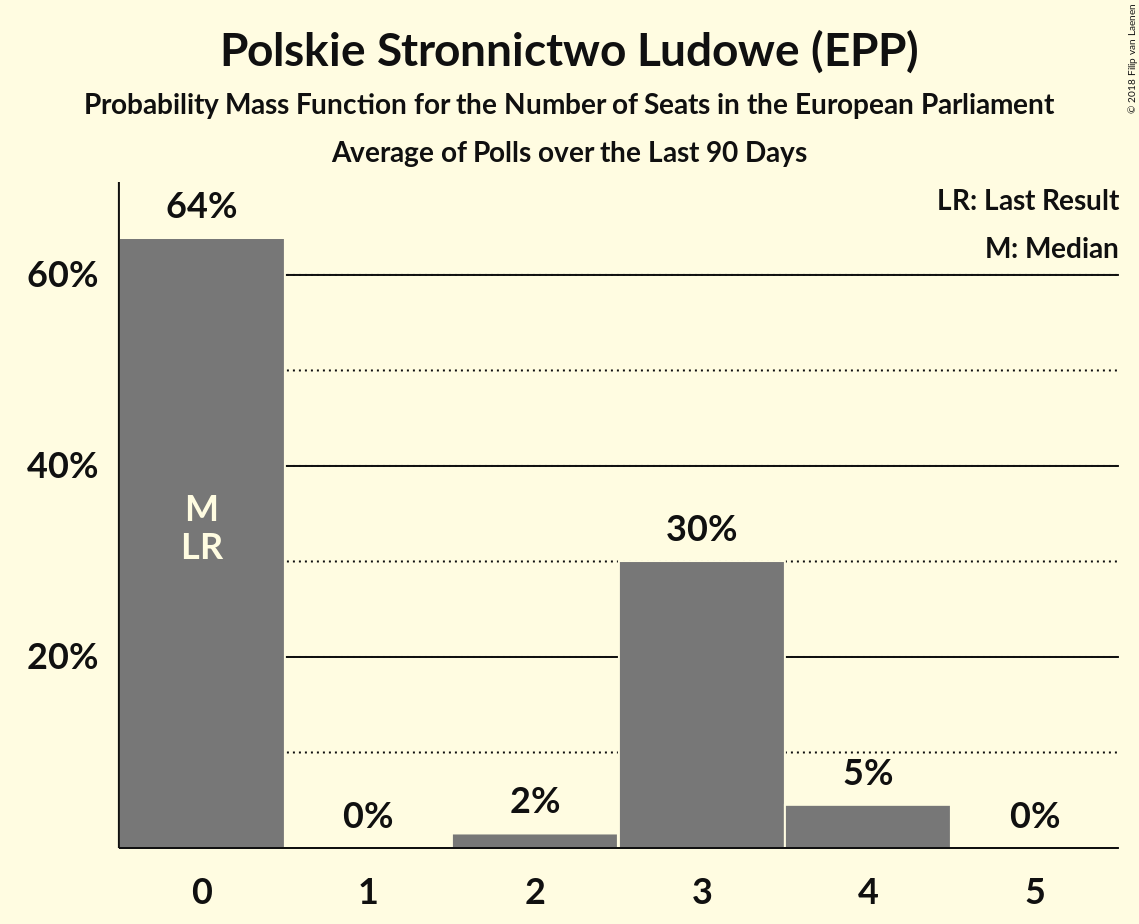 Polskie Stronnictwo Ludowe (EPP)
Probability Mass Function for the Number of Seats in the European Parliament
Average of Polls over the Last 90 Days
© 2018 Filip van Laenen
LR: Last Result
M: Median
64%
60%
40%
20%
M
LR
0%
2%
30%
5%
0%
0 1 2 3 4 5